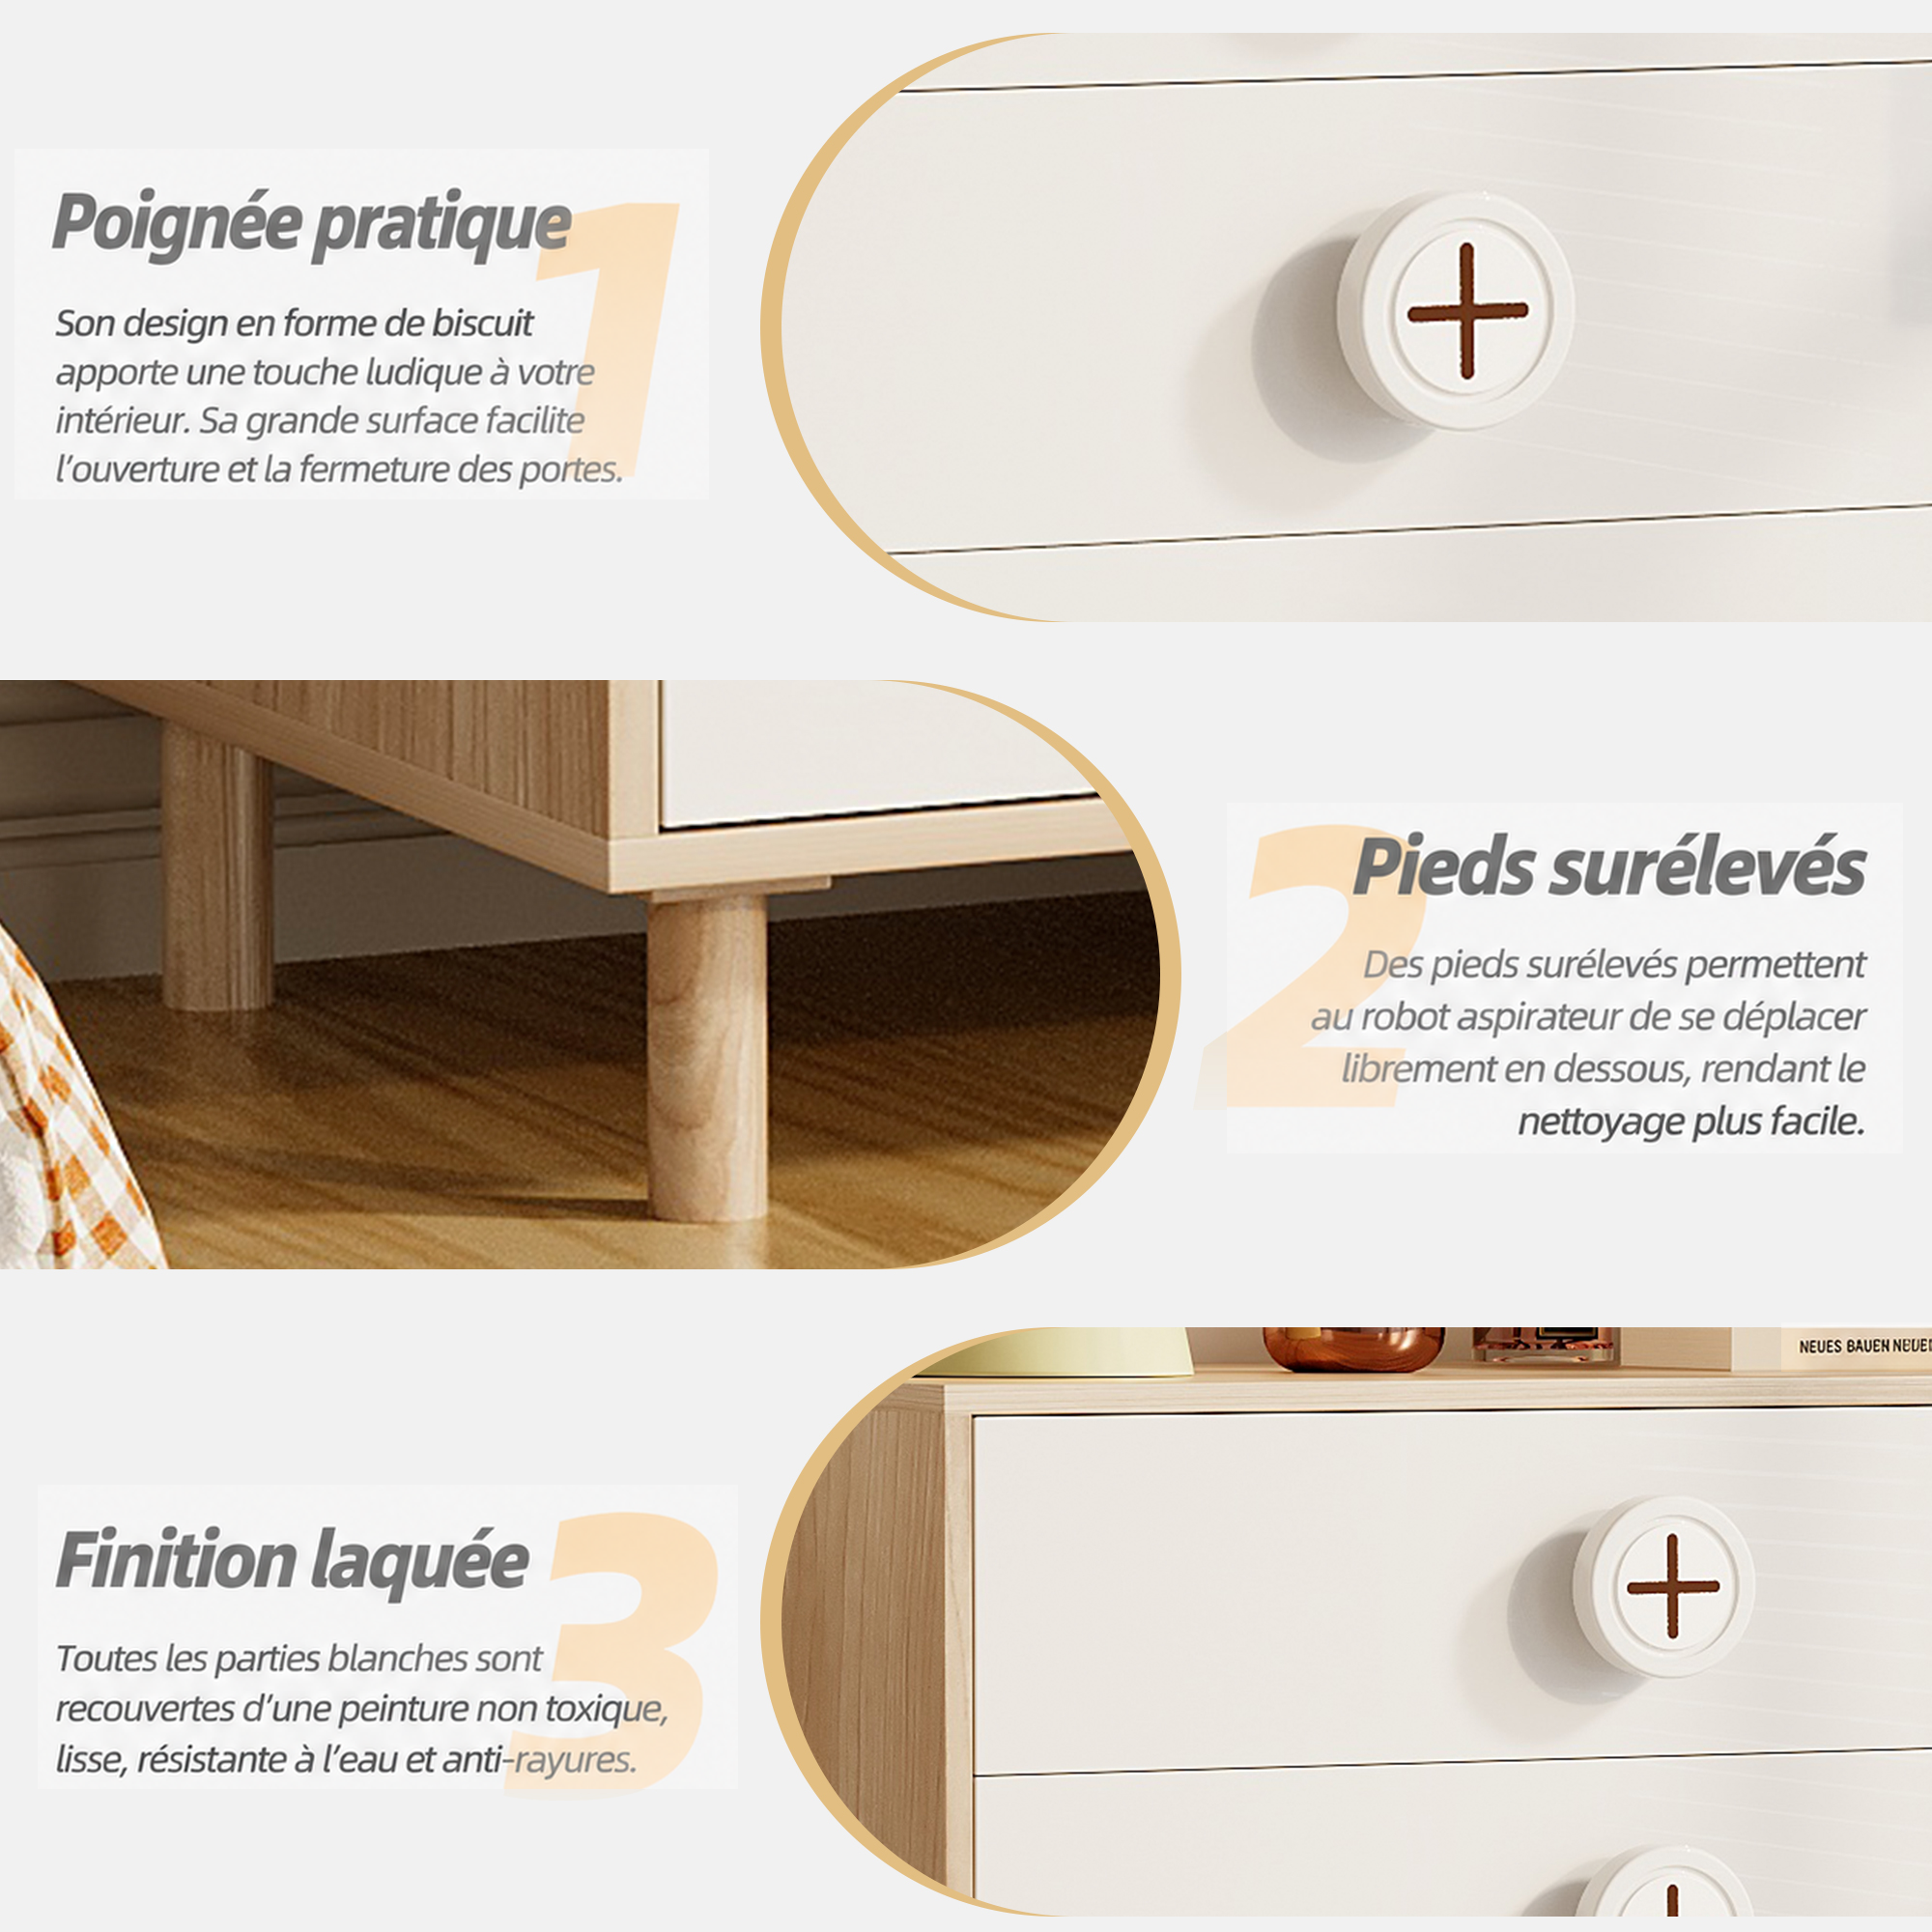 Poignée pratique
1
Son design en forme de biscuit
apporte une touche ludique à votre
intérieur. Sa grande surface facilite
l'ouverture et la fermeture des portes.
2
Pieds surélevés
Des pieds surélevés permettent
au robot aspirateur de se déplacer
librement en dessous, rendant le
nettoyage plus facile.
NEUES BAUEN
Finition laquée
3
Toutes les parties blanches sont
recouvertes d'une peinture non toxique,
lisse, résistante à l'eau et anti-rayures.